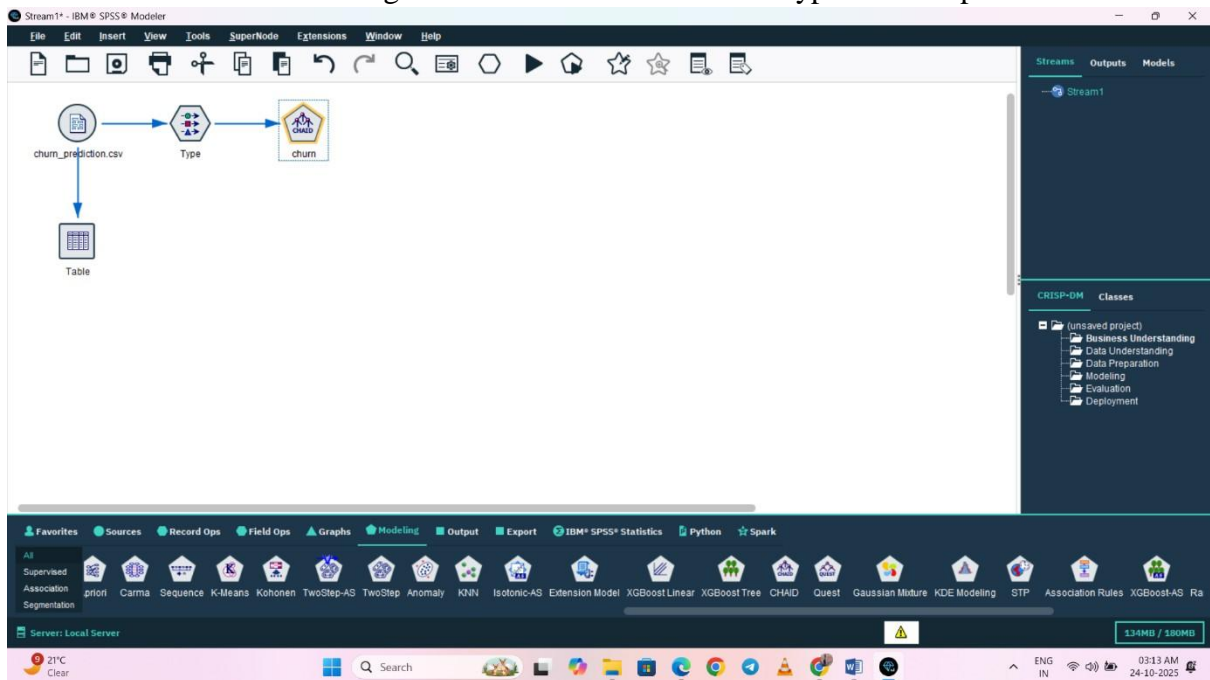 Stream1* - IBM® SPSS® Modeler
File Edit Insert View Tools SuperNode Extensions Window Help
Streams Outputs Models
Stream1
CHAID
churn_prediction.csv Type churn
Table
CRISP-DM Classes
(unsaved project)
Business Understanding
Data Understanding
Data Preparation
Modeling
Evaluation
Deployment
Favorites Sources Record Ops Field Ops Graphs Modeling Output Export IBM® SPSS® Statistics Python Spark
All
Supervised
Association
Segmentation
priori Carma Sequence K-Means Kohonen TwoStep-AS TwoStep Anomaly KNN Isotonic-AS Extension Model XGBoost Linear XGBoost Tree CHAID Quest Gaussian Mixture KDE Modeling STP Association Rules XGBoost-AS Ra
Server: Local Server
134MB / 180MB
9 21°C
Clear
Search
ENG
IN
03:13 AM
24-10-2025